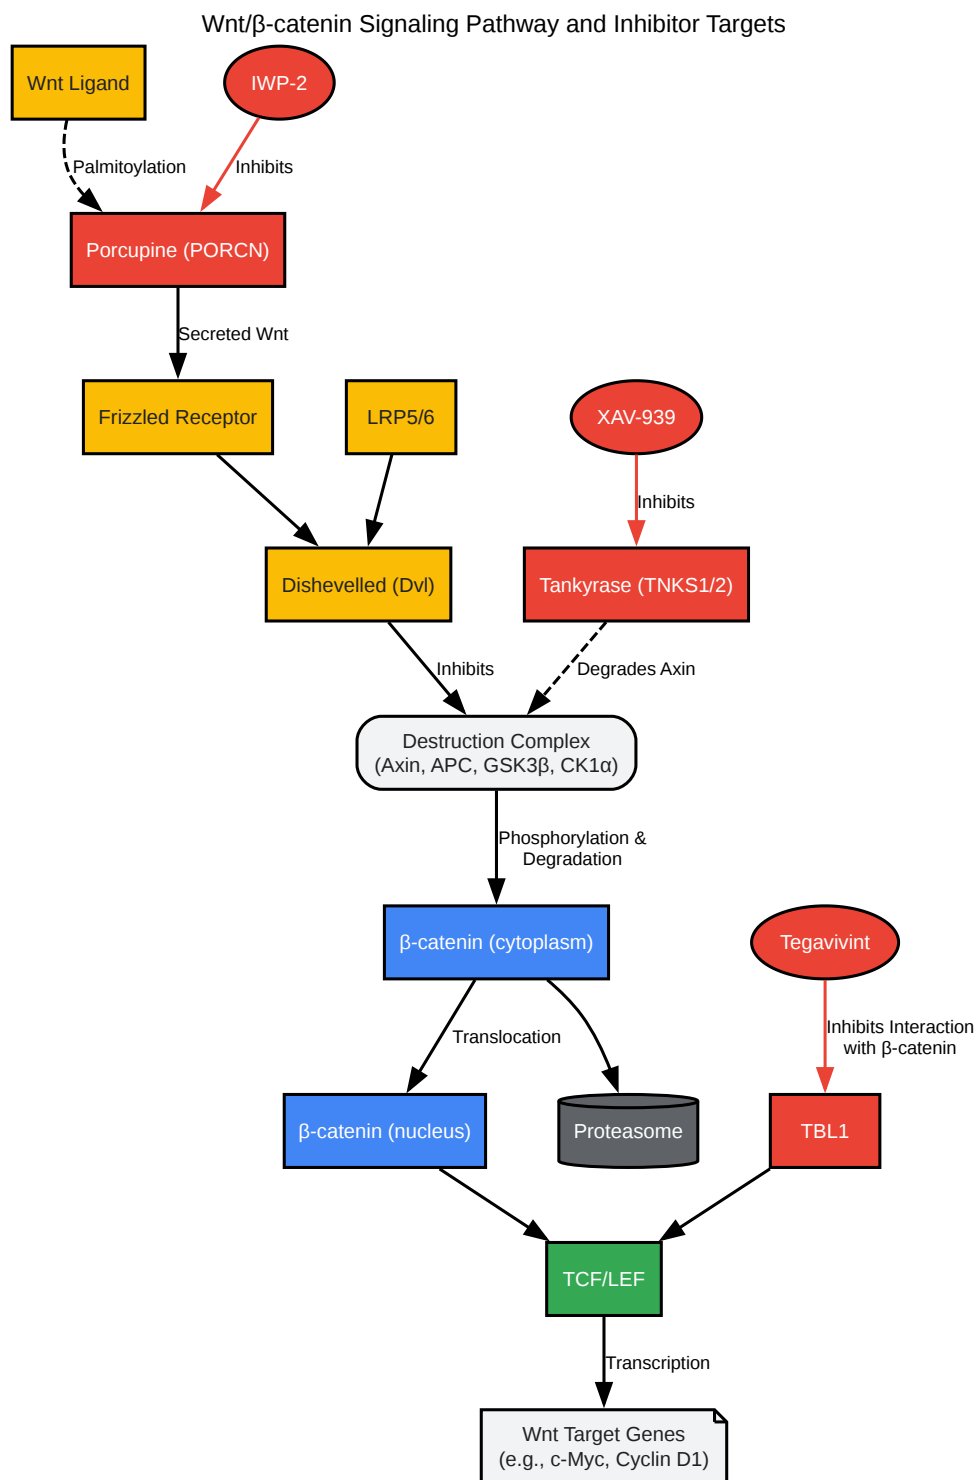 Wnt/β-catenin Signaling Pathway and Inhibitor Targets
Wnt Ligand
IWP-2
Palmitoylation
Inhibits
Porcupine (PORCN)
Secreted Wnt
Frizzled Receptor
LRP5/6
XAV-939
Inhibits
Dishevelled (Dvl)
Tankyrase (TNKS1/2)
Inhibits
Degrades Axin
Destruction Complex
(Axin, APC, GSK3β, CK1α)
Phosphorylation &
Degradation
β-catenin (cytoplasm)
Tegavivint
Translocation
Inhibits Interaction
with β-catenin
β-catenin (nucleus)
Proteasome
TBL1
TCF/LEF
Transcription
Wnt Target Genes
(e.g., c-Myc, Cyclin D1)